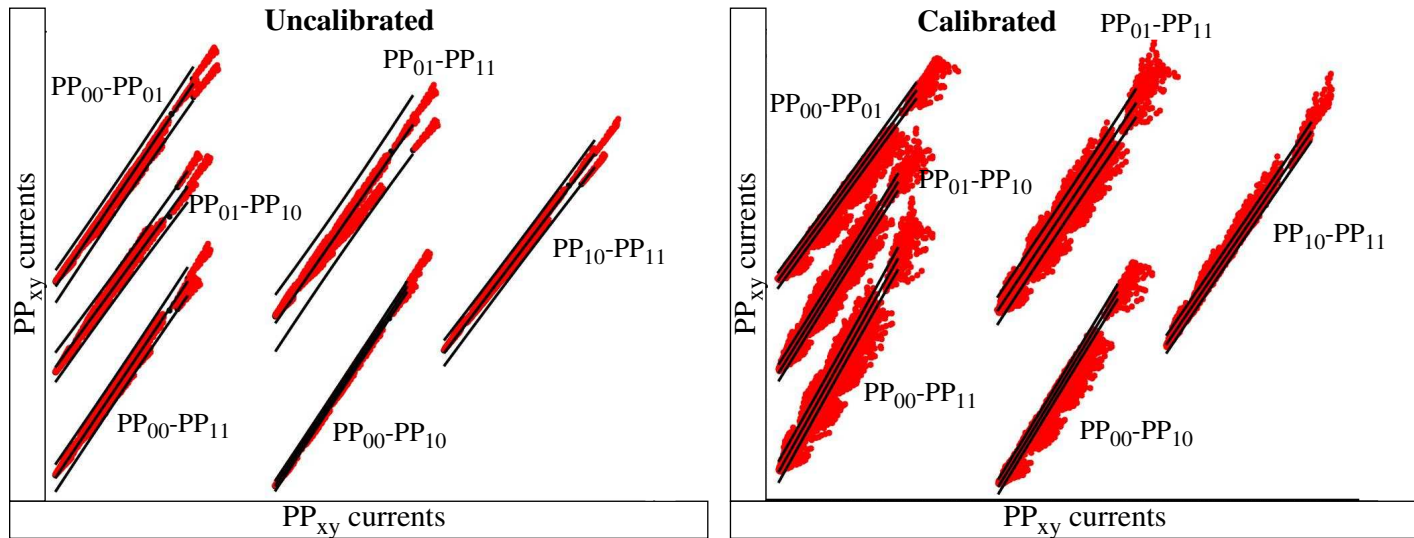 Uncalibrated
PP01-PP11
PP00-PP01
PP01-PP10
PP10-PP11
PP00-PP11
PP00-PP10
PPxy currents
PPxy currents
Calibrated
PP01-PP11
PP00-PP01
PP01-PP10
PP10-PP11
PP00-PP11
PP00-PP10
PPxy currents
PPxy currents